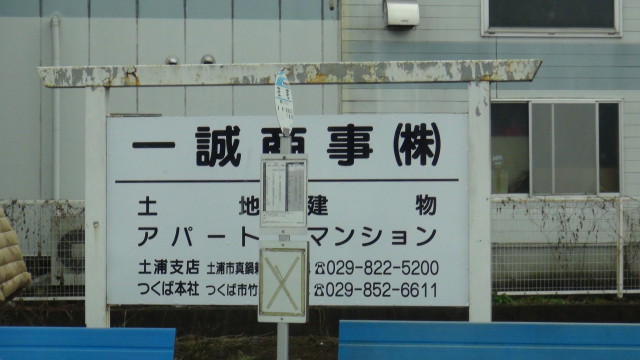 一誠商事㈱
土地建物
アパート マンション
土浦支店 土浦市真鍋 ☎029-822-5200
つくば本社 つくば市竹 ☎029-852-6611